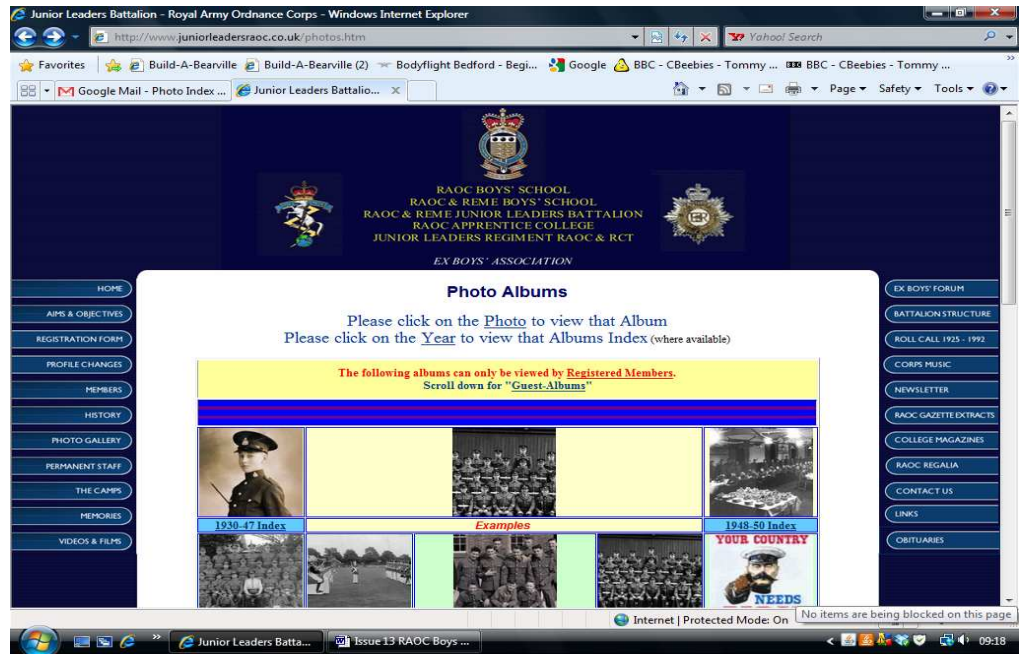 Junior Leaders Battalion - Royal Army Ordnance Corps - Windows Internet Explorer
http://www.juniorleadersraoc.co.uk/photos.htm
Yahoo! Search
Favorites Build-A-Bearville Build-A-Bearville (2) Bodyflight Bedford - Begi... Google BBC - CBeebies - Tommy ... BBC - CBeebies - Tommy ...
Google Mail - Photo Index ... Junior Leaders Battalio... Page Safety Tools
RAOC BOYS' SCHOOL
RAOC & REME BOYS' SCHOOL
RAOC & REME JUNIOR LEADERS BATTALION
RAOC APPRENTICE COLLEGE
JUNIOR LEADERS REGIMENT RAOC & RCT
EX BOYS' ASSOCIATION
HOME
AIMS & OBJECTIVES
REGISTRATION FORM
PROFILE CHANGES
MEMBERS
HISTORY
PHOTO GALLERY
PERMANENT STAFF
THE CAMPS
MEMORIES
VIDEOS & FILMS
Photo Albums
Please click on the Photo to view that Album
Please click on the Year to view that Albums Index (where available)
The following albums can only be viewed by Registered Members.
Scroll down for "Guest-Albums"
1930-47 Index Examples 1948-50 Index
YOUR COUNTRY
NEEDS
EX BOYS' FORUM
BATTALION STRUCTURE
ROLL CALL 1925 - 1992
CORPS MUSIC
NEWSLETTER
RAOC GAZETTE EXTRACTS
COLLEGE MAGAZINES
RAOC REGALIA
CONTACT US
LINKS
OBITUARIES
Internet | Protected Mode: On
No items are being blocked on this page
Junior Leaders Batta... Issue 13 RAOC Boys ... 09:18